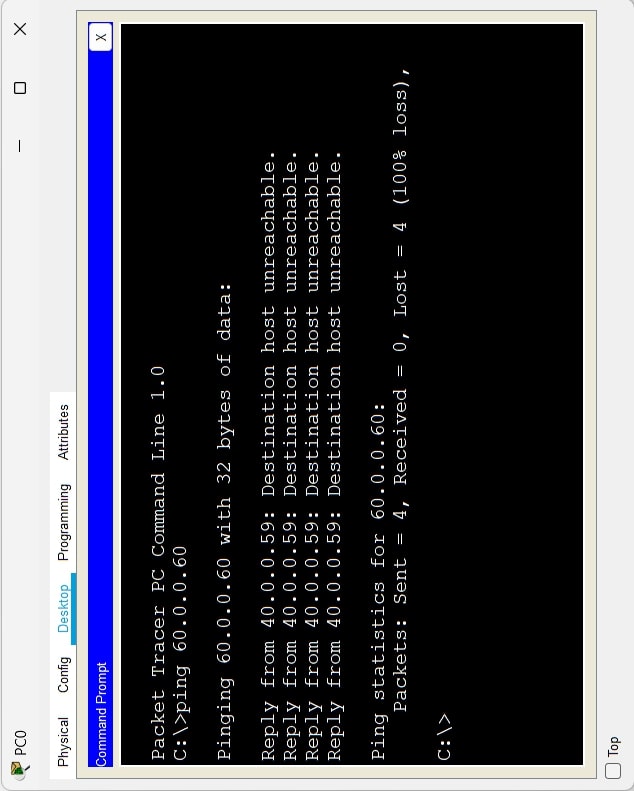 PC0
Physical Config Desktop Programming Attributes
Command Prompt
X
Packet Tracer PC Command Line 1.0
C:\>ping 60.0.0.60
Pinging 60.0.0.60 with 32 bytes of data:
Reply from 40.0.0.59: Destination host unreachable.
Reply from 40.0.0.59: Destination host unreachable.
Reply from 40.0.0.59: Destination host unreachable.
Reply from 40.0.0.59: Destination host unreachable.
Ping statistics for 60.0.0.60:
Packets: Sent = 4, Received = 0, Lost = 4 (100% loss),
C:\>
Top